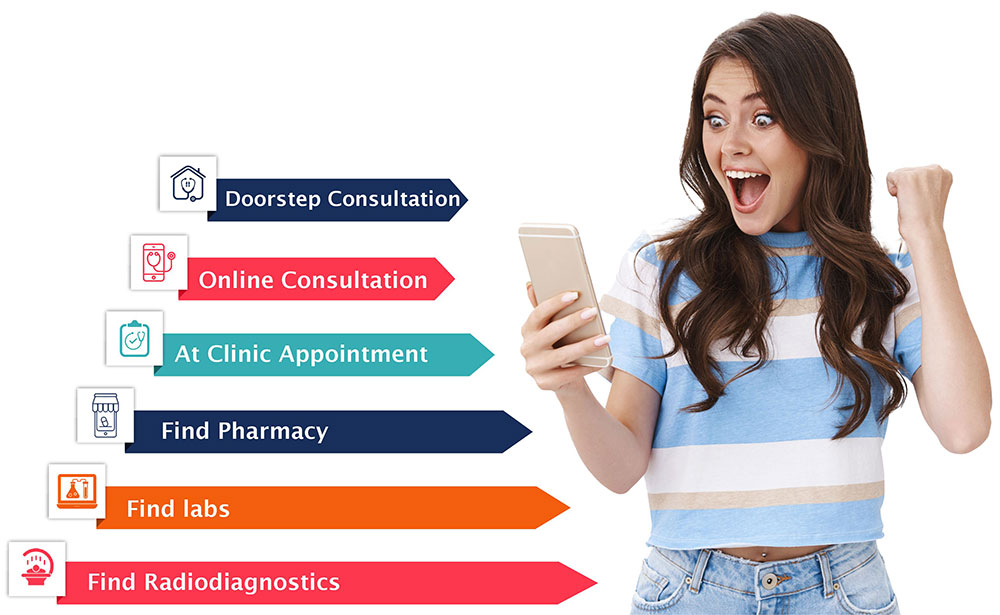 Doorstep Consultation
Online Consultation
At Clinic Appointment
Find Pharmacy
Find labs
Find Radiodiagnostics